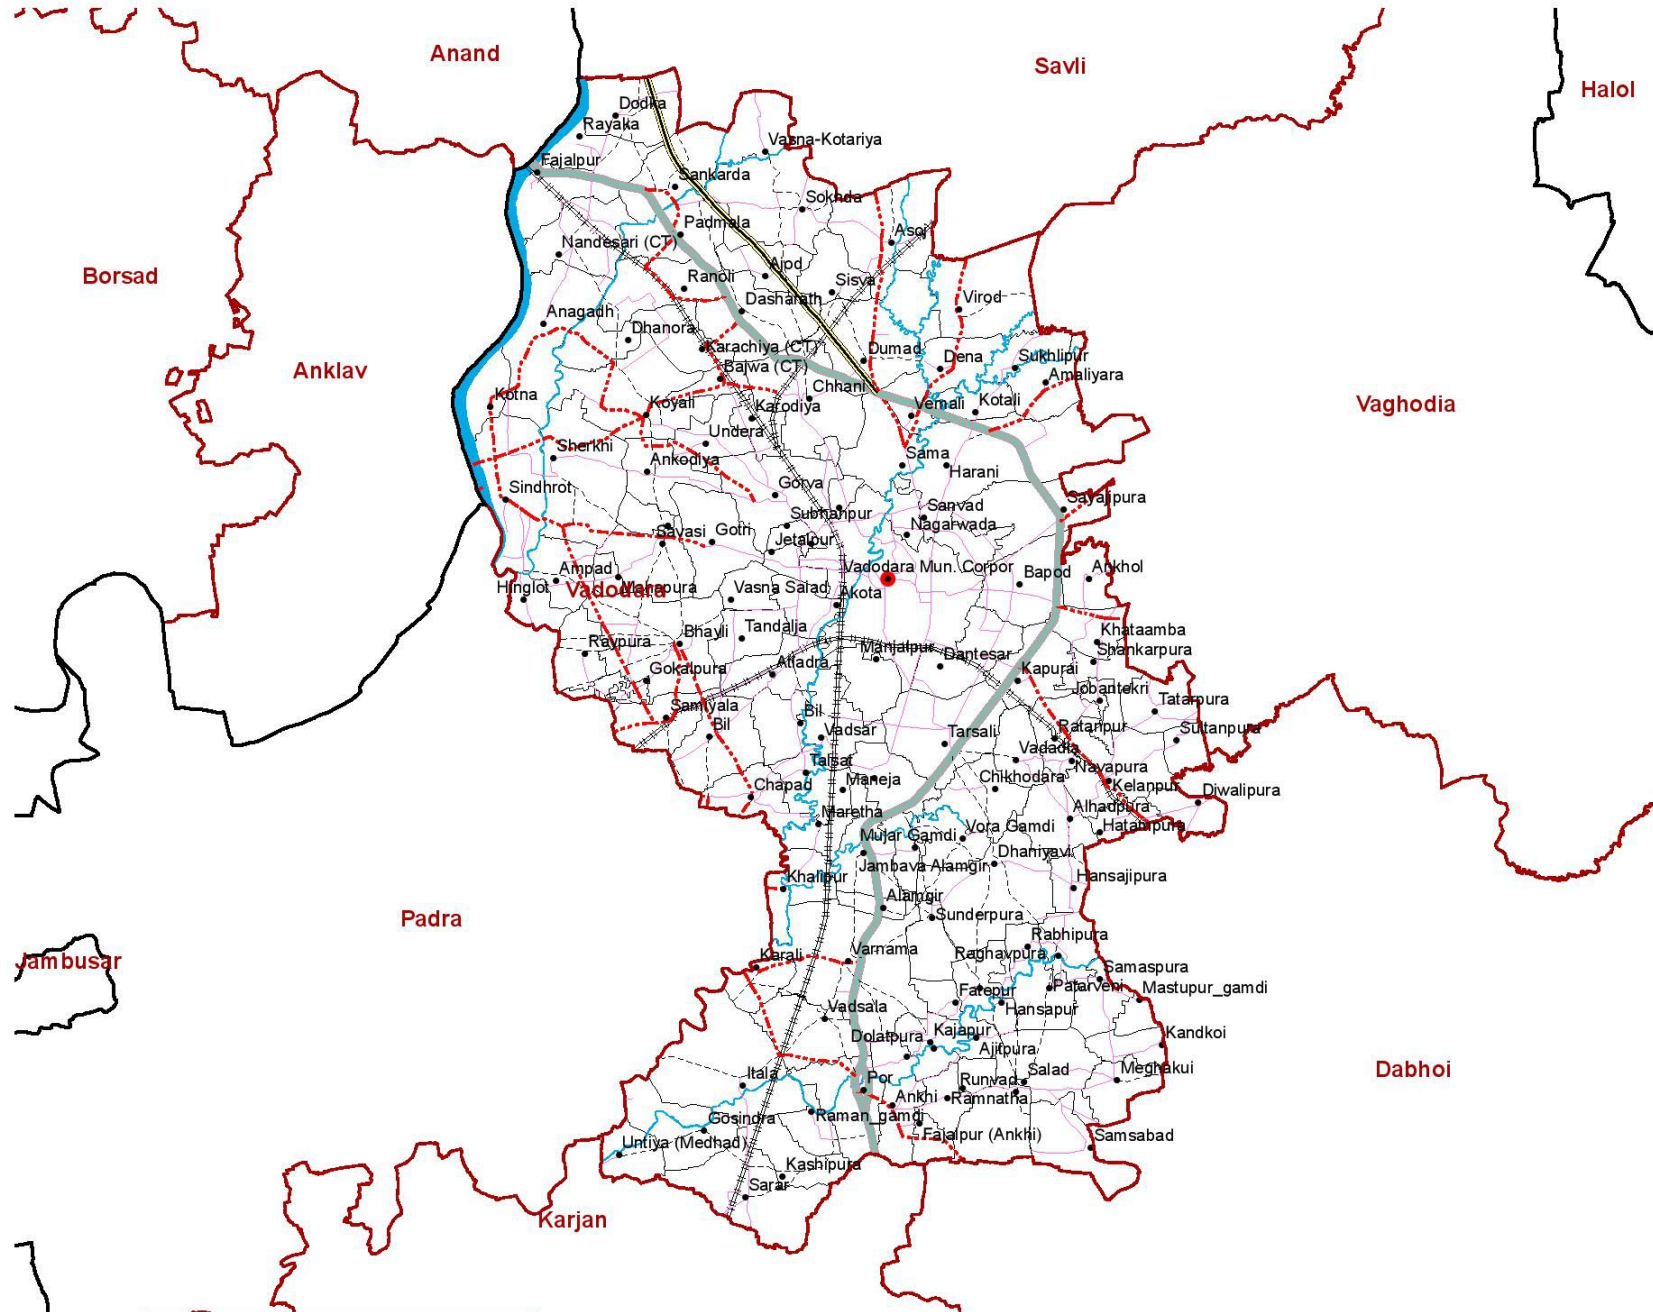 Anand
Savli
Halol
Dodka
Rayaka
Vasna-Kotariya
Fajalpur
Sankarda
Sokhda
Padmala
Asoj
Nandesari (CT)
Borsad
Ajod
Ranoli
Sisva
Dasharath
Virod
Anagadh
Dhanora
Karachiya (CT)
Dumad
Dena
Sukhlipur
Bajwa (CT)
Anklav
Amaliyara
Chhani
Kotna
Karodiya
Vemali
Kotali
Vaghodia
Koyali
Undera
Sherkhi
Ankodiya
Sama
Harani
Gorva
Sindhrot
Sayajipura
Sanvad
Subhanpur
Nagarwada
Savasi
Gotri
Jetalpur
Ampad
Vadodara Mun. Corpor
Bapod
Ankhol
Hinglot
Vadodara
Mahapura
Vasna Saiad
Akota
Tandalja
Bhayli
Khataamba
Raypura
Manjalpur
Dantesar
Shankarpura
Gokalpura
Atladra
Kapurai
Jobantekri
Tatarpura
Samiyala
Bil
Bil
Vadsar
Tarsali
Ratanpur
Sultanpura
Vadadla
Talsat
Maneja
Chikhodara
Navapura
Chapad
Kelanpur
Diwalipura
Maretha
Alhadpura
Mujar Gamdi
Vora Gamdi
Hatampura
Dhaniyavi
Jambava Alamgir
Khalipur
Hansajipura
Alamgir
Padra
Sunderpura
Rabhipura
Karali
Varnama
Raghavpura
Jambusar
Samaspura
Fatepur
Patarveni
Mastupur_gamdi
Vadsala
Hansapur
Dolatpura
Kajapur
Kandkoi
Ajitpura
Itala
Por
Runvad
Salad
Meghakui
Dabhoi
Ankhi
Ramnatha
Gosindra
Raman_gamdi
Untiya (Medhad)
Fajalpur (Ankhi)
Samsabad
Kashipura
Sarar
Karjan